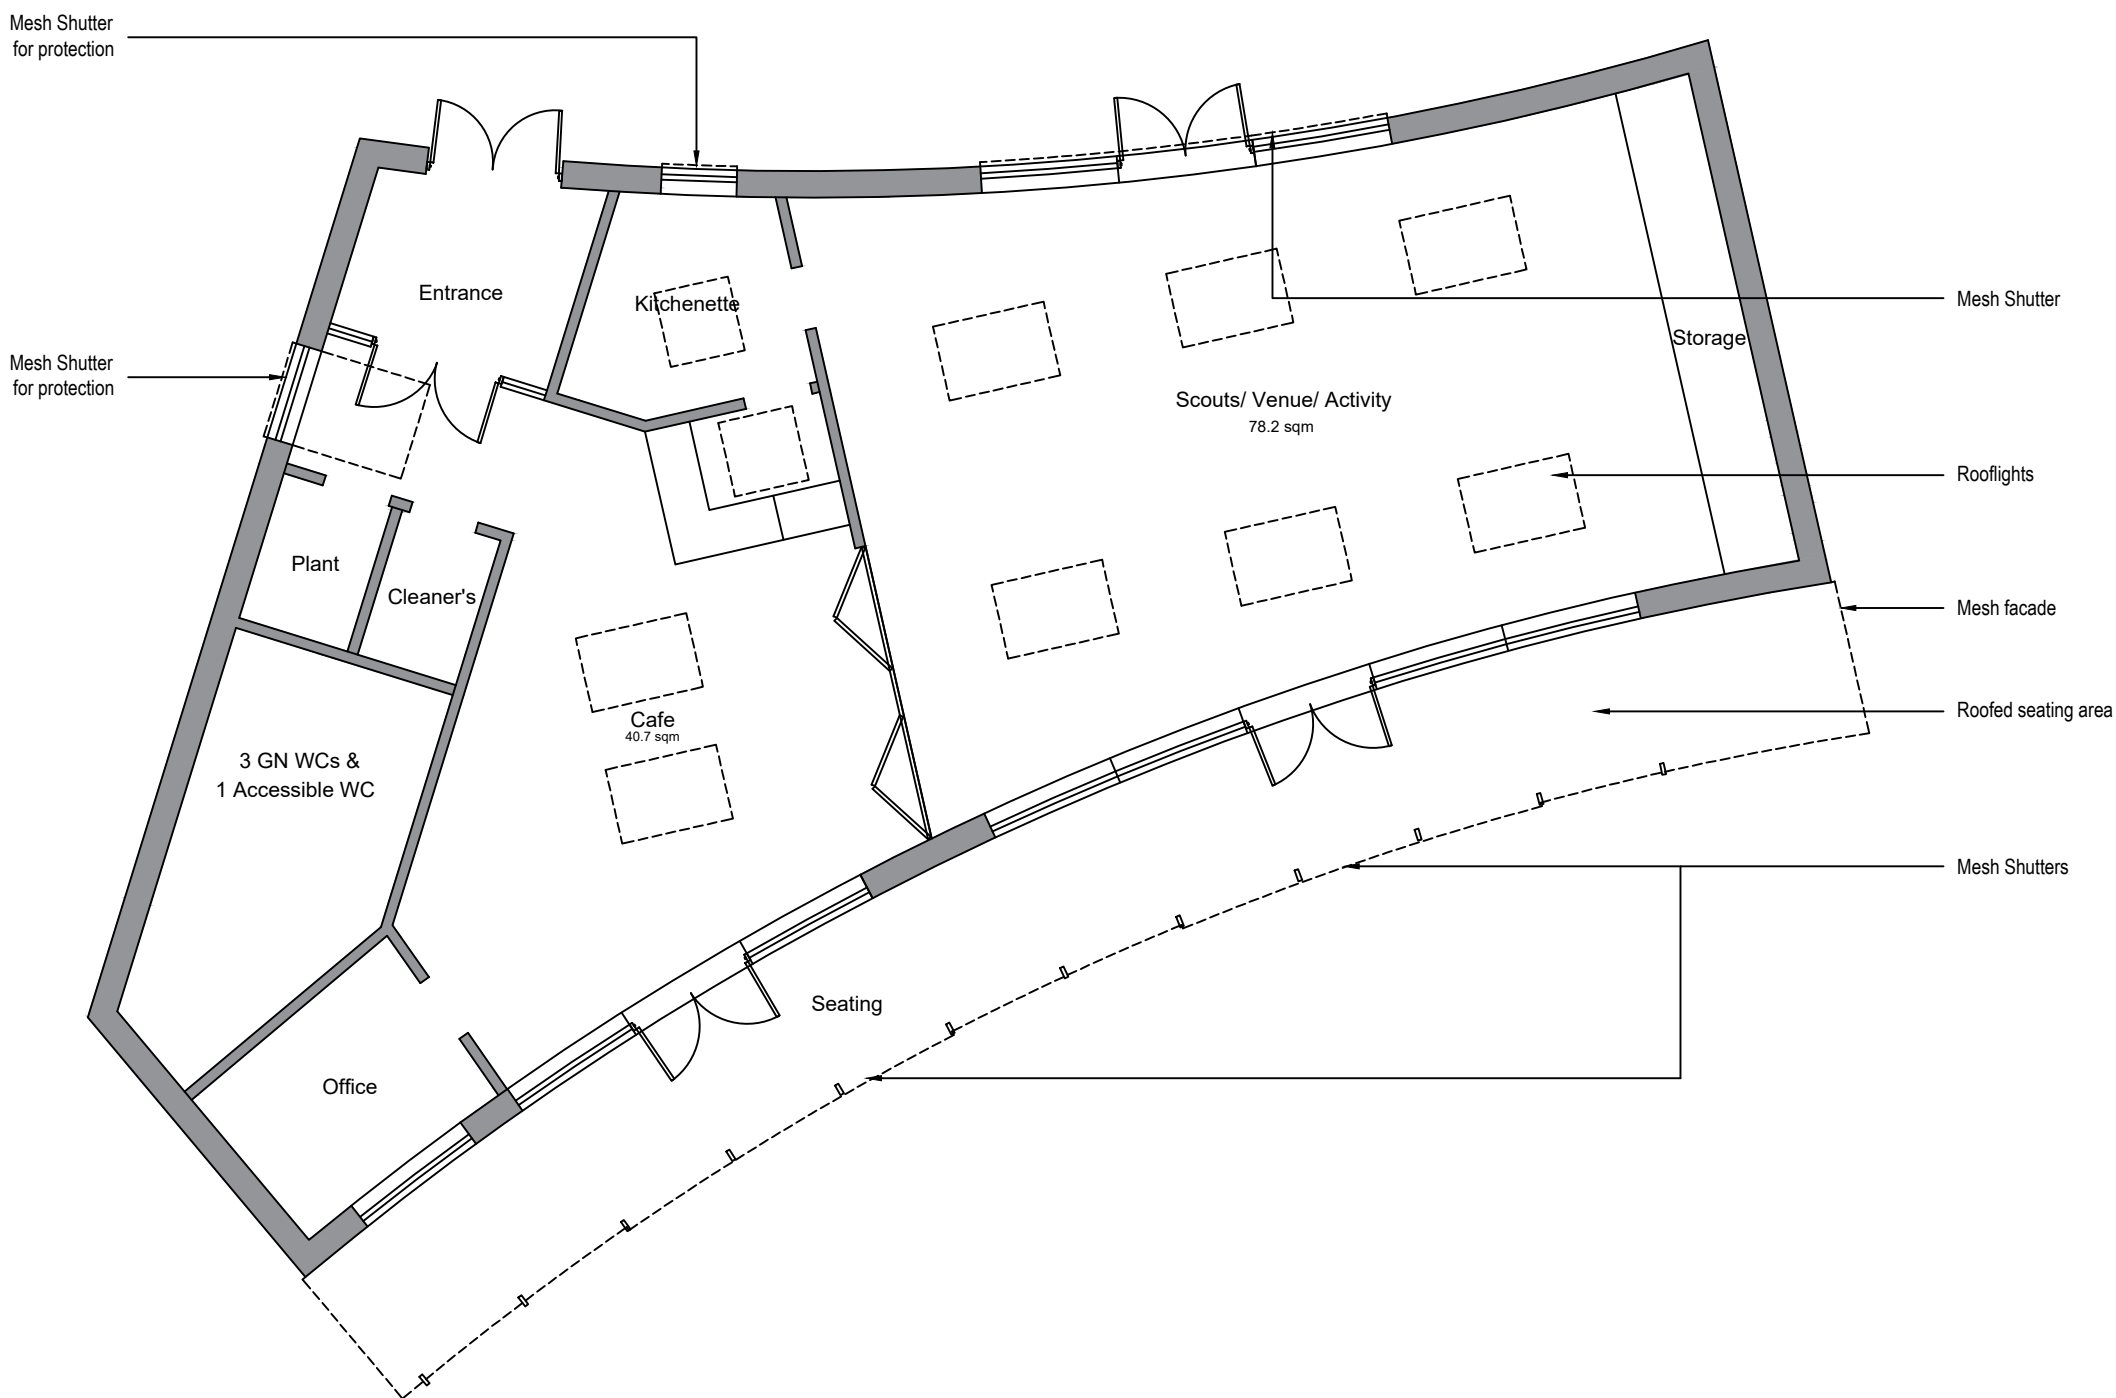 Mesh Shutter
for protection
Entrance
Kitchenette
Mesh Shutter
Storage
Mesh Shutter
for protection
Scouts/ Venue/ Activity
78.2 sqm
Rooflights
Plant
Cleaner's
Mesh facade
Cafe
40.7 sqm
Roofed seating area
3 GN WCs &
1 Accessible WC
Mesh Shutters
Seating
Office